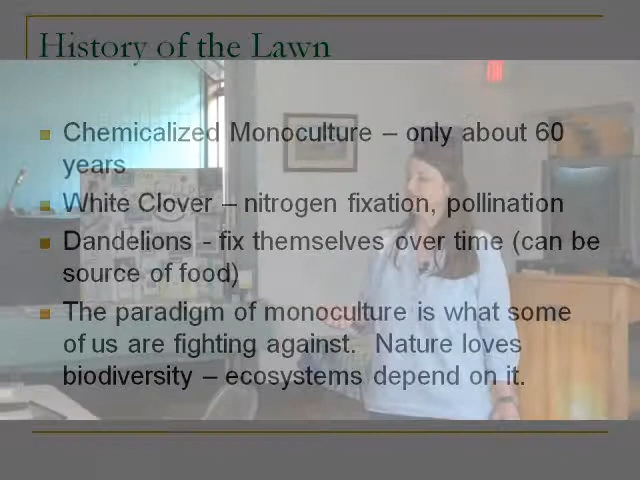 History of the Lawn
Chemicalized Monoculture – only about 60
years
White Clover – nitrogen fixation, pollination
Dandelions - fix themselves over time (can be
source of food)
The paradigm of monoculture is what some
of us are fighting against. Nature loves
biodiversity – ecosystems depend on it.